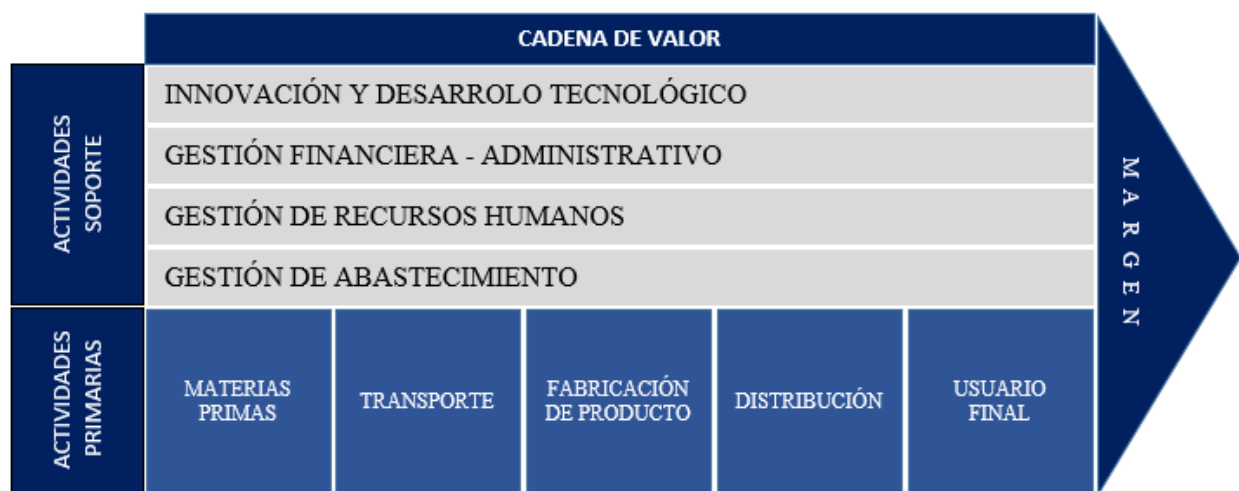 CADENA DE VALOR
ACTIVIDADES
SOPORTE
INNOVACIÓN Y DESARROLO TECNOLÓGICO
GESTIÓN FINANCIERA - ADMINISTRATIVO
GESTIÓN DE RECURSOS HUMANOS
GESTIÓN DE ABASTECIMIENTO
ACTIVIDADES
PRIMARIAS
MATERIAS
PRIMAS
TRANSPORTE
FABRICACIÓN
DE PRODUCTO
DISTRIBUCIÓN
USUARIO
FINAL
MARGEN